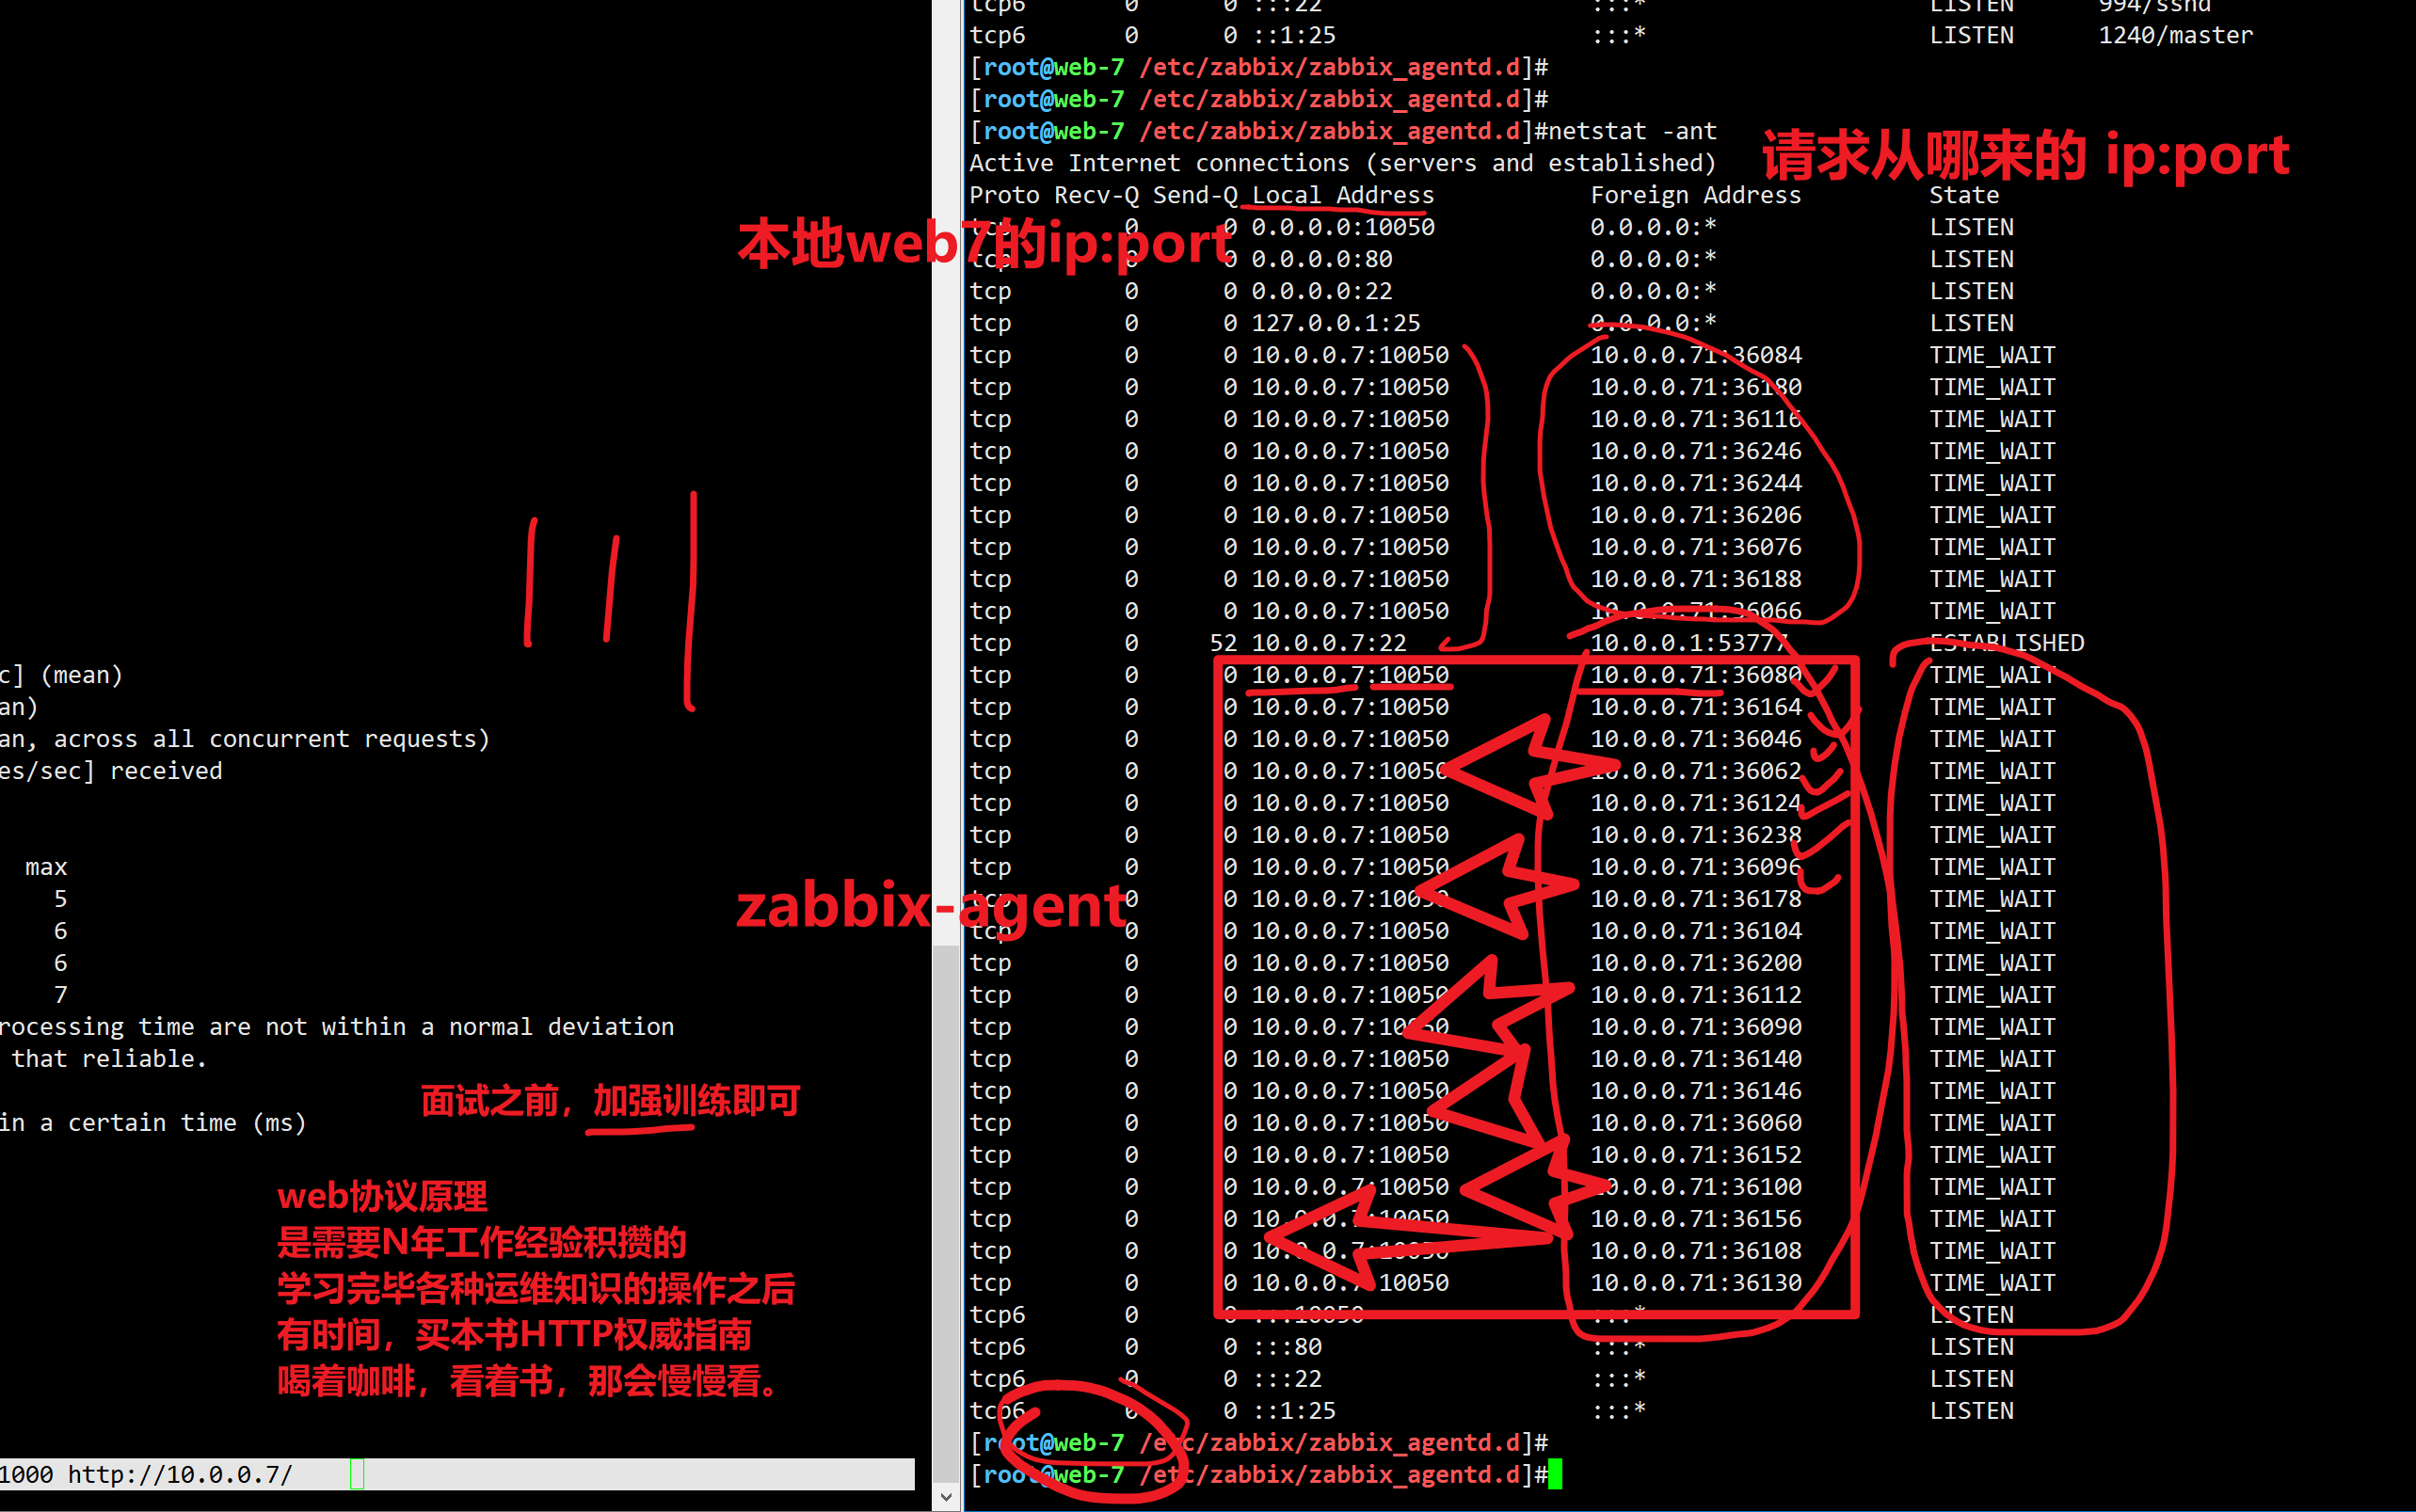 c] (mean)
an)
an, across all concurrent requests)
es/sec] received
max
5
6
6
7
rocessing time are not within a normal deviation
that reliable.
in a certain time (ms)
1000 http://10.0.0.7/
本地web7的ip:port
zabbix-agent
面试之前，加强训练即可
web协议原理
是需要N年工作经验积攒的
学习完毕各种运维知识的操作之后
有时间，买本书HTTP权威指南
喝着咖啡，看着书，那会慢慢看。
请求从哪来的 ip:port
tcp6 0 0 :::22 :::* LISTEN 994/sshd
tcp6 0 0 ::1:25 :::* LISTEN 1240/master
[root@web-7 /etc/zabbix/zabbix_agentd.d]#
[root@web-7 /etc/zabbix/zabbix_agentd.d]#
[root@web-7 /etc/zabbix/zabbix_agentd.d]#netstat -ant
Active Internet connections (servers and established)
Proto Recv-Q Send-Q Local Address Foreign Address State
tcp 0 0 0.0.0.0:10050 0.0.0.0:* LISTEN
tcp 0 0 0.0.0.0:80 0.0.0.0:* LISTEN
tcp 0 0 0.0.0.0:22 0.0.0.0:* LISTEN
tcp 0 0 127.0.0.1:25 0.0.0.0:* LISTEN
tcp 0 0 10.0.0.7:10050 10.0.0.71:36084 TIME_WAIT
tcp 0 0 10.0.0.7:10050 10.0.0.71:36180 TIME_WAIT
tcp 0 0 10.0.0.7:10050 10.0.0.71:36116 TIME_WAIT
tcp 0 0 10.0.0.7:10050 10.0.0.71:36246 TIME_WAIT
tcp 0 0 10.0.0.7:10050 10.0.0.71:36244 TIME_WAIT
tcp 0 0 10.0.0.7:10050 10.0.0.71:36206 TIME_WAIT
tcp 0 0 10.0.0.7:10050 10.0.0.71:36076 TIME_WAIT
tcp 0 0 10.0.0.7:10050 10.0.0.71:36188 TIME_WAIT
tcp 0 0 10.0.0.7:10050 10.0.0.71:36066 TIME_WAIT
tcp 0 52 10.0.0.7:22 10.0.0.1:53777 ESTABLISHED
tcp 0 0 10.0.0.7:10050 10.0.0.71:36080 TIME_WAIT
tcp 0 0 10.0.0.7:10050 10.0.0.71:36164 TIME_WAIT
tcp 0 0 10.0.0.7:10050 10.0.0.71:36046 TIME_WAIT
tcp 0 0 10.0.0.7:10050 10.0.0.71:36062 TIME_WAIT
tcp 0 0 10.0.0.7:10050 10.0.0.71:36124 TIME_WAIT
tcp 0 0 10.0.0.7:10050 10.0.0.71:36238 TIME_WAIT
tcp 0 0 10.0.0.7:10050 10.0.0.71:36096 TIME_WAIT
tcp 0 0 10.0.0.7:10050 10.0.0.71:36178 TIME_WAIT
tcp 0 0 10.0.0.7:10050 10.0.0.71:36104 TIME_WAIT
tcp 0 0 10.0.0.7:10050 10.0.0.71:36200 TIME_WAIT
tcp 0 0 10.0.0.7:10050 10.0.0.71:36112 TIME_WAIT
tcp 0 0 10.0.0.7:10050 10.0.0.71:36090 TIME_WAIT
tcp 0 0 10.0.0.7:10050 10.0.0.71:36140 TIME_WAIT
tcp 0 0 10.0.0.7:10050 10.0.0.71:36146 TIME_WAIT
tcp 0 0 10.0.0.7:10050 10.0.0.71:36060 TIME_WAIT
tcp 0 0 10.0.0.7:10050 10.0.0.71:36152 TIME_WAIT
tcp 0 0 10.0.0.7:10050 10.0.0.71:36100 TIME_WAIT
tcp 0 0 10.0.0.7:10050 10.0.0.71:36156 TIME_WAIT
tcp 0 0 10.0.0.7:10050 10.0.0.71:36108 TIME_WAIT
tcp 0 0 10.0.0.7:10050 10.0.0.71:36130 TIME_WAIT
tcp6 0 0 :::10050 :::* LISTEN
tcp6 0 0 :::80 :::* LISTEN
tcp6 0 0 :::22 :::* LISTEN
tcp6 0 0 ::1:25 :::* LISTEN
[root@web-7 /etc/zabbix/zabbix_agentd.d]#
[root@web-7 /etc/zabbix/zabbix_agentd.d]#